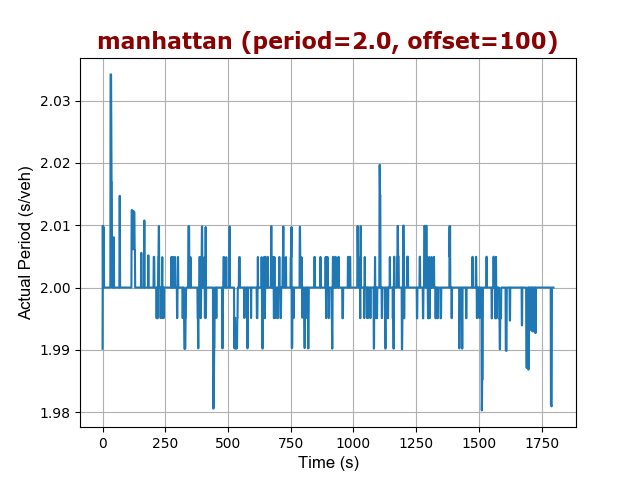 manhattan (period=2.0, offset=100)
Actual Period (s/veh)
2.03
2.02
2.01
2.00
1.99
1.98
0 250 500 750 1000 1250 1500 1750
Time (s)